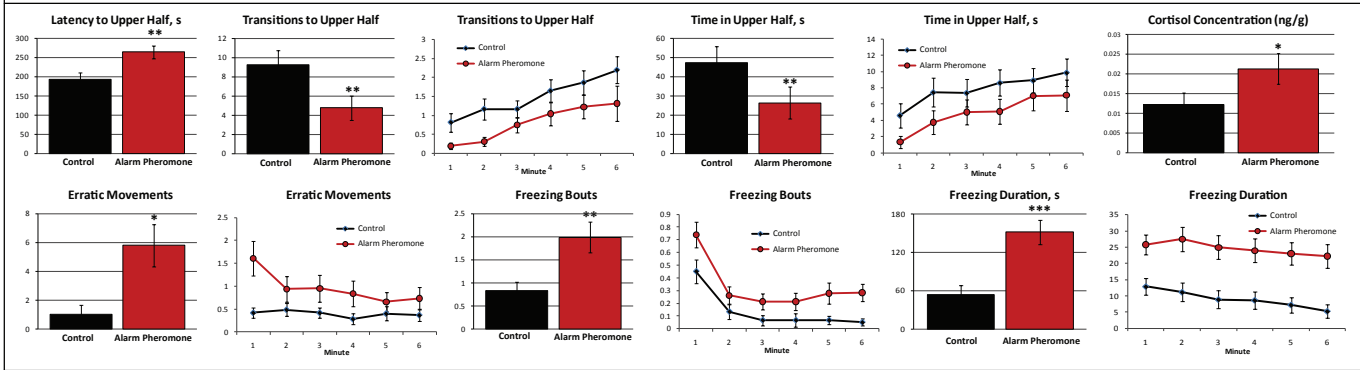 Latency to Upper Half, s
300
250
200
150
100
50
0
**
Control
Alarm Pheromone
Transitions to Upper Half
12
10
8
6
4
2
0
**
Control
Alarm Pheromone
Transitions to Upper Half
3
2.5
2
1.5
1
0.5
0
Control
Alarm Pheromone
1 2 3 4 5 6
Minute
Time in Upper Half, s
60
50
40
30
20
10
0
**
Control
Alarm Pheromone
Time in Upper Half, s
14
12
10
8
6
4
2
0
Control
Alarm Pheromone
1 2 3 4 5 6
Minute
Cortisol Concentration (ng/g)
0.03
0.025
0.02
0.015
0.01
0.005
0
*
Control
Alarm Pheromone
Erratic Movements
8
6
4
2
0
*
Control
Alarm Pheromone
Erratic Movements
2.5
2
1.5
1
0.5
0
Control
Alarm Pheromone
1 2 3 4 5 6
Minute
Freezing Bouts
2.5
2
1.5
1
0.5
0
**
Control
Alarm Pheromone
Freezing Bouts
0.9
0.8
0.7
0.6
0.5
0.4
0.3
0.2
0.1
0
Control
Alarm Pheromone
1 2 3 4 5 6
Minute
Freezing Duration, s
180
120
60
0
***
Control
Alarm Pheromone
Freezing Duration
35
30
25
20
15
10
5
0
Control
Alarm Pheromone
1 2 3 4 5 6
Minute